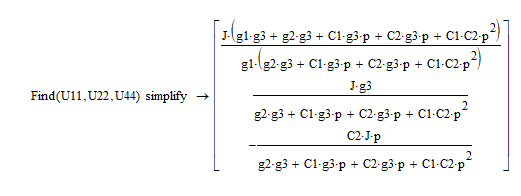 Find(U11,U22,U44) simplify →
J·(g1·g3 + g2·g3 + C1·g3·p + C2·g3·p + C1·C2·p²)
g1·(g2·g3 + C1·g3·p + C2·g3·p + C1·C2·p²)
J·g3
g2·g3 + C1·g3·p + C2·g3·p + C1·C2·p²
- C2·J·p
g2·g3 + C1·g3·p + C2·g3·p + C1·C2·p²